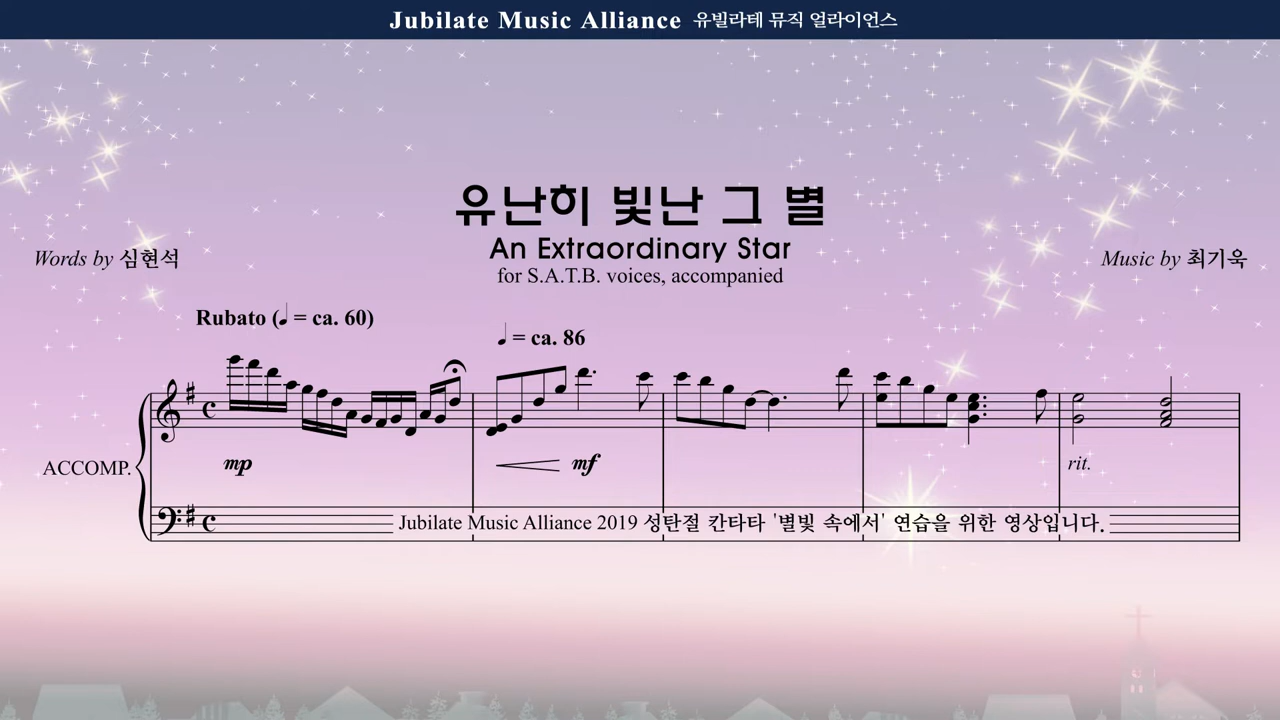 Jubilate Music Alliance 유빌라테 뮤직 얼라이언스
유난히 빛난 그 별
An Extraordinary Star
for S.A.T.B. voices, accompanied
Words by 심현석
Music by 최기욱
Rubato (♩ = ca. 60)
♩ = ca. 86
mp
mf
rit.
ACCOMP.
Jubilate Music Alliance 2019 성탄절 칸타타 '별빛 속에서' 연습을 위한 영상입니다.